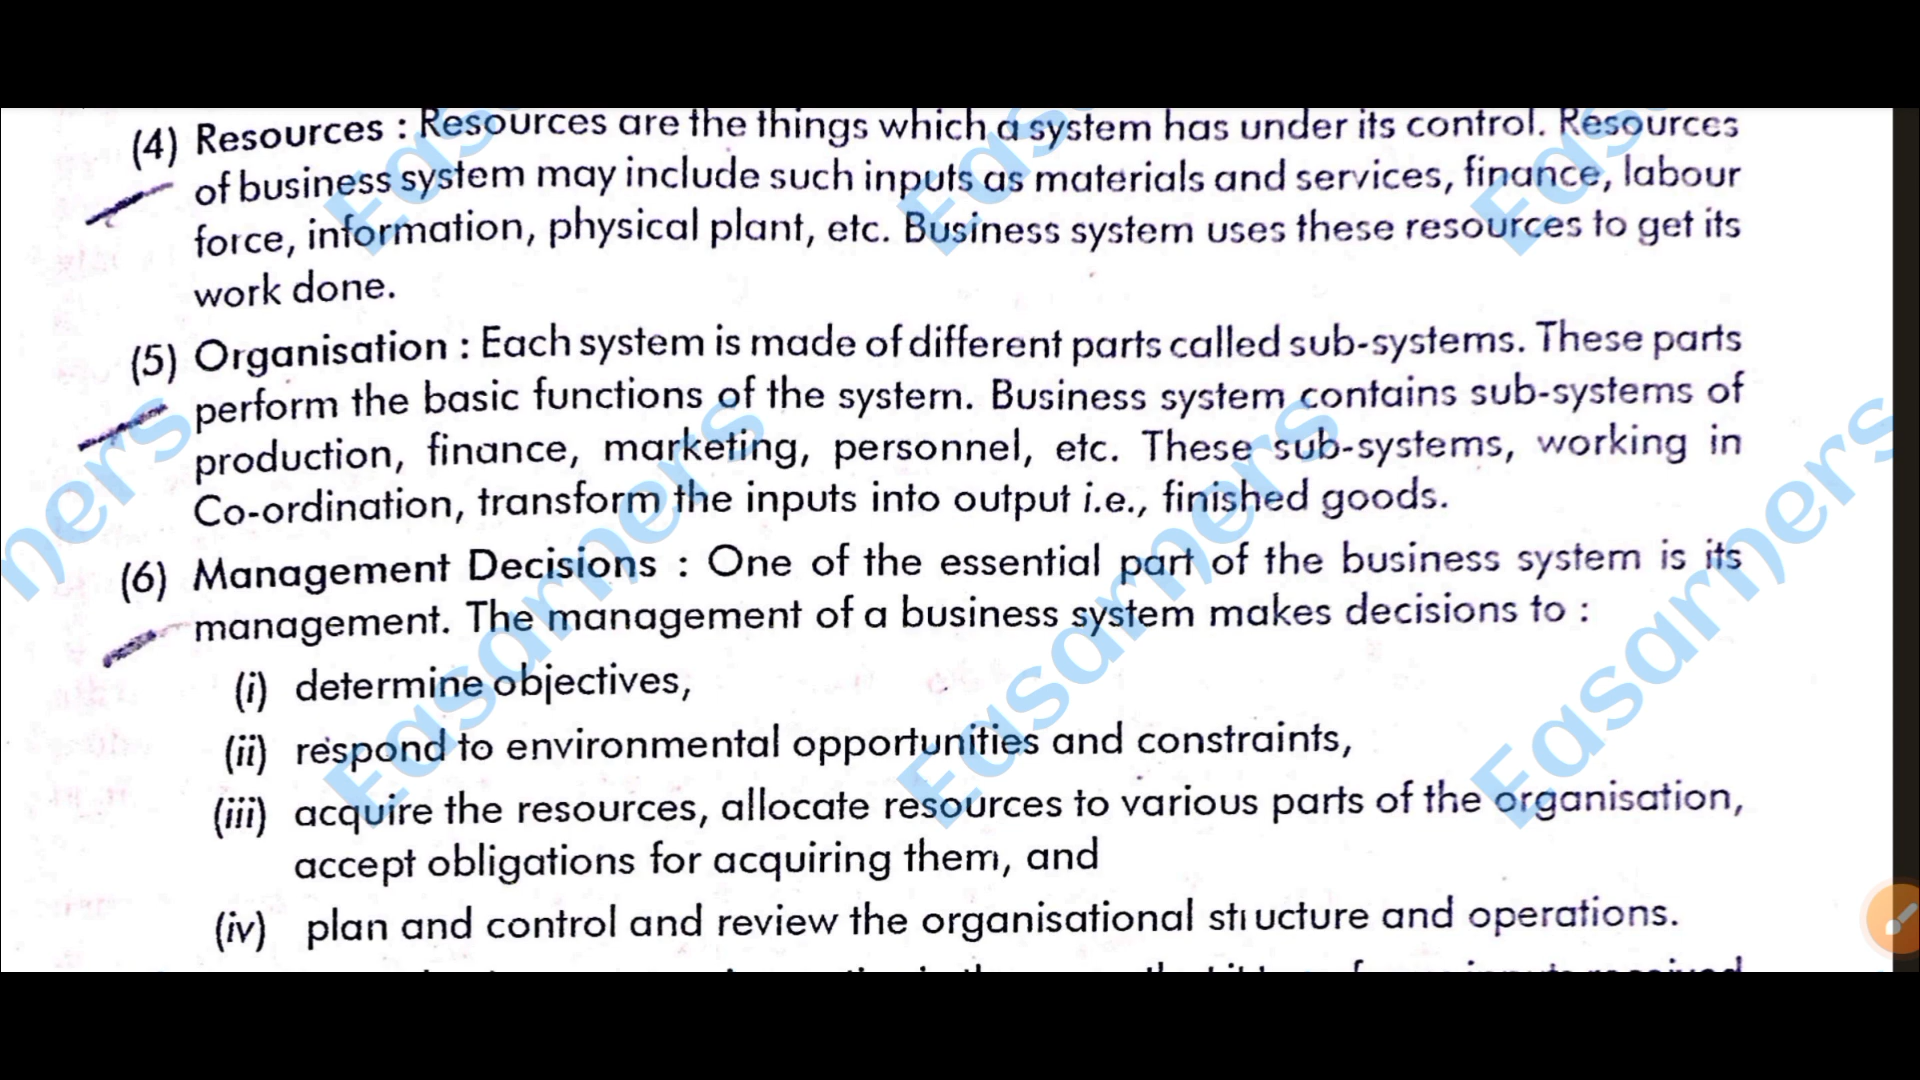 (4) Resources : Resources are the things which a system has under its control. Resources
of business system may include such inputs as materials and services, finance, labour
force, information, physical plant, etc. Business system uses these resources to get its
work done.
(5) Organisation : Each system is made of different parts called sub-systems. These parts
perform the basic functions of the system. Business system contains sub-systems of
production, finance, marketing, personnel, etc. These sub-systems, working in
Co-ordination, transform the inputs into output i.e., finished goods.
(6) Management Decisions : One of the essential part of the business system is its
management. The management of a business system makes decisions to :
(i) determine objectives,
(ii) respond to environmental opportunities and constraints,
(iii) acquire the resources, allocate resources to various parts of the organisation,
accept obligations for acquiring them, and
(iv) plan and control and review the organisational structure and operations.
Easarners
Easarners
Easarners